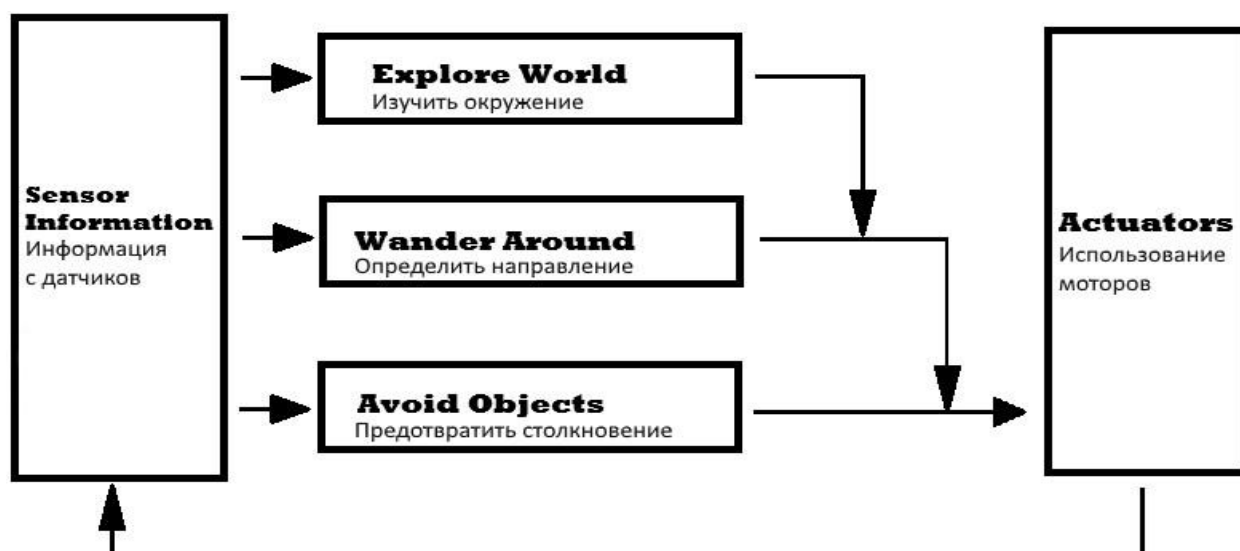 Sensor
Information
Информация
с датчиков
Explore World
Изучить окружение
Wander Around
Определить направление
Avoid Objects
Предотвратить столкновение
Actuators
Использование
моторов